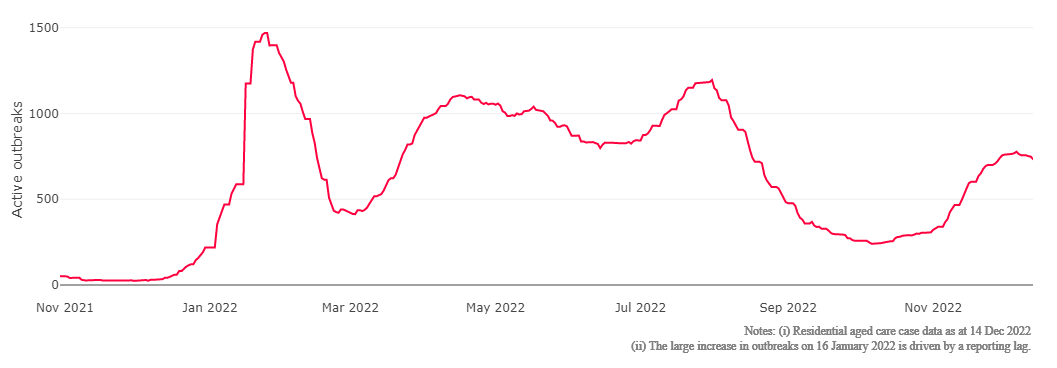 1500
1000
500
0
Active outbreaks
Nov 2021 Jan 2022 Mar 2022 May 2022 Jul 2022 Sep 2022 Nov 2022
Notes: (i) Residential aged care case data as at 14 Dec 2022
(ii) The large increase in outbreaks on 16 January 2022 is driven by a reporting lag.